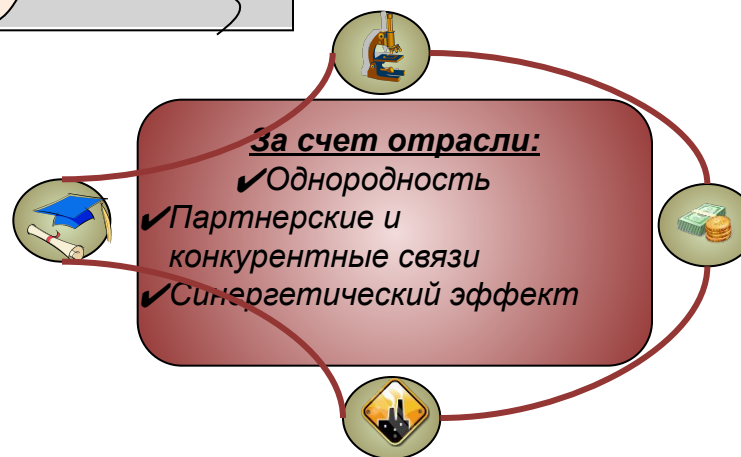 За счет отрасли:
✔Однородность
✔Партнерские и
конкурентные связи
✔Синергетический эффект